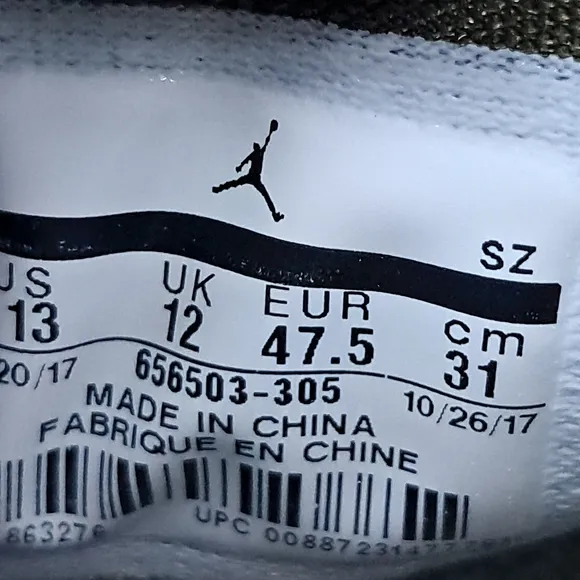 SZ
US UK EUR cm
13 12 47.5 31
20/17 656503-305 10/26/17
MADE IN CHINA
FABRIQUE EN CHINE
863276
UPC